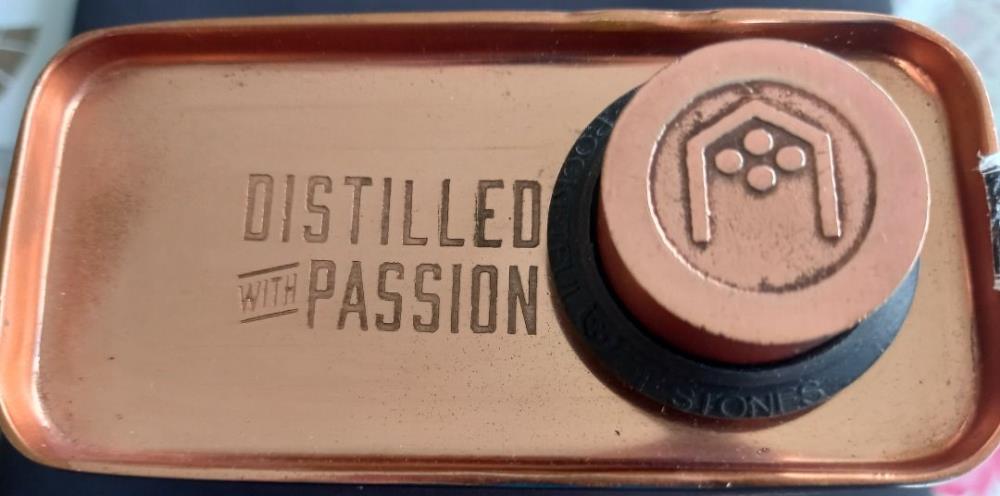 DISTILLED
WITH PASSION
STONES